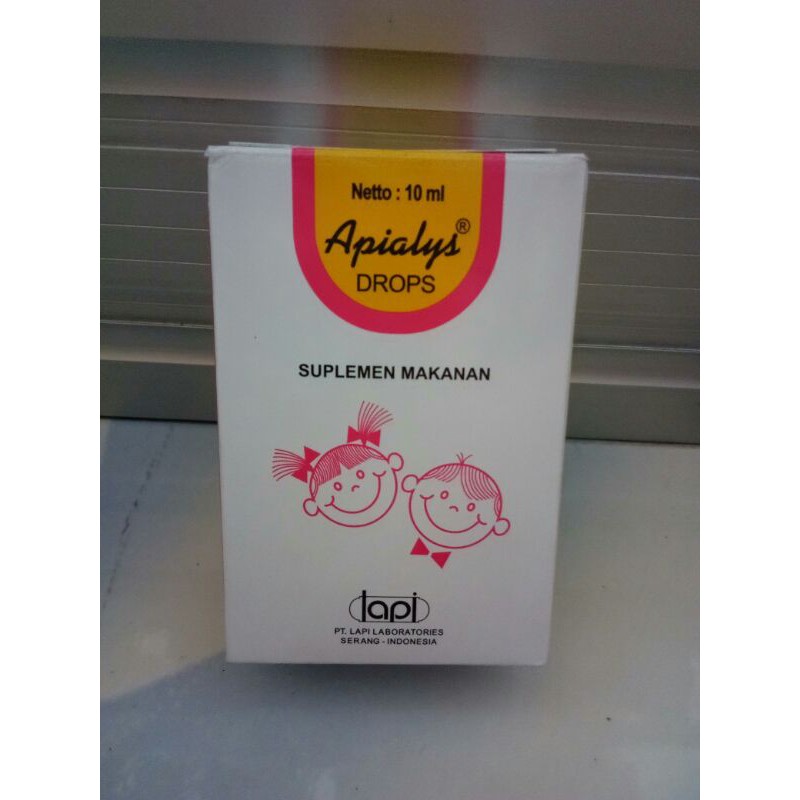 Netto : 10 ml
Apialys®
DROPS
SUPLEMEN MAKANAN
lapi
PT. LAPI LABORATORIES
SERANG - INDONESIA